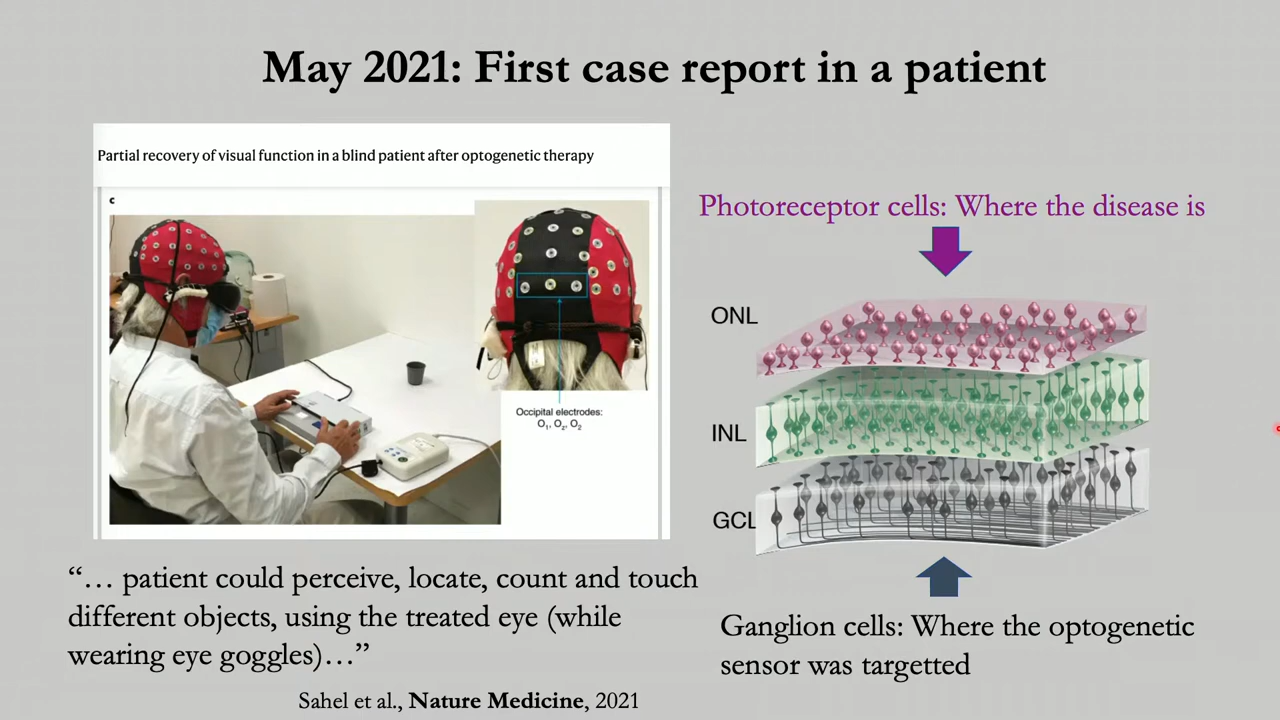 May 2021: First case report in a patient
Partial recovery of visual function in a blind patient after optogenetic therapy
c
Occipital electrodes:
O1, Oz, O2
“… patient could perceive, locate, count and touch
different objects, using the treated eye (while
wearing eye goggles)…”
Sahel et al., Nature Medicine, 2021
Photoreceptor cells: Where the disease is
ONL
INL
GCL
Ganglion cells: Where the optogenetic
sensor was targetted